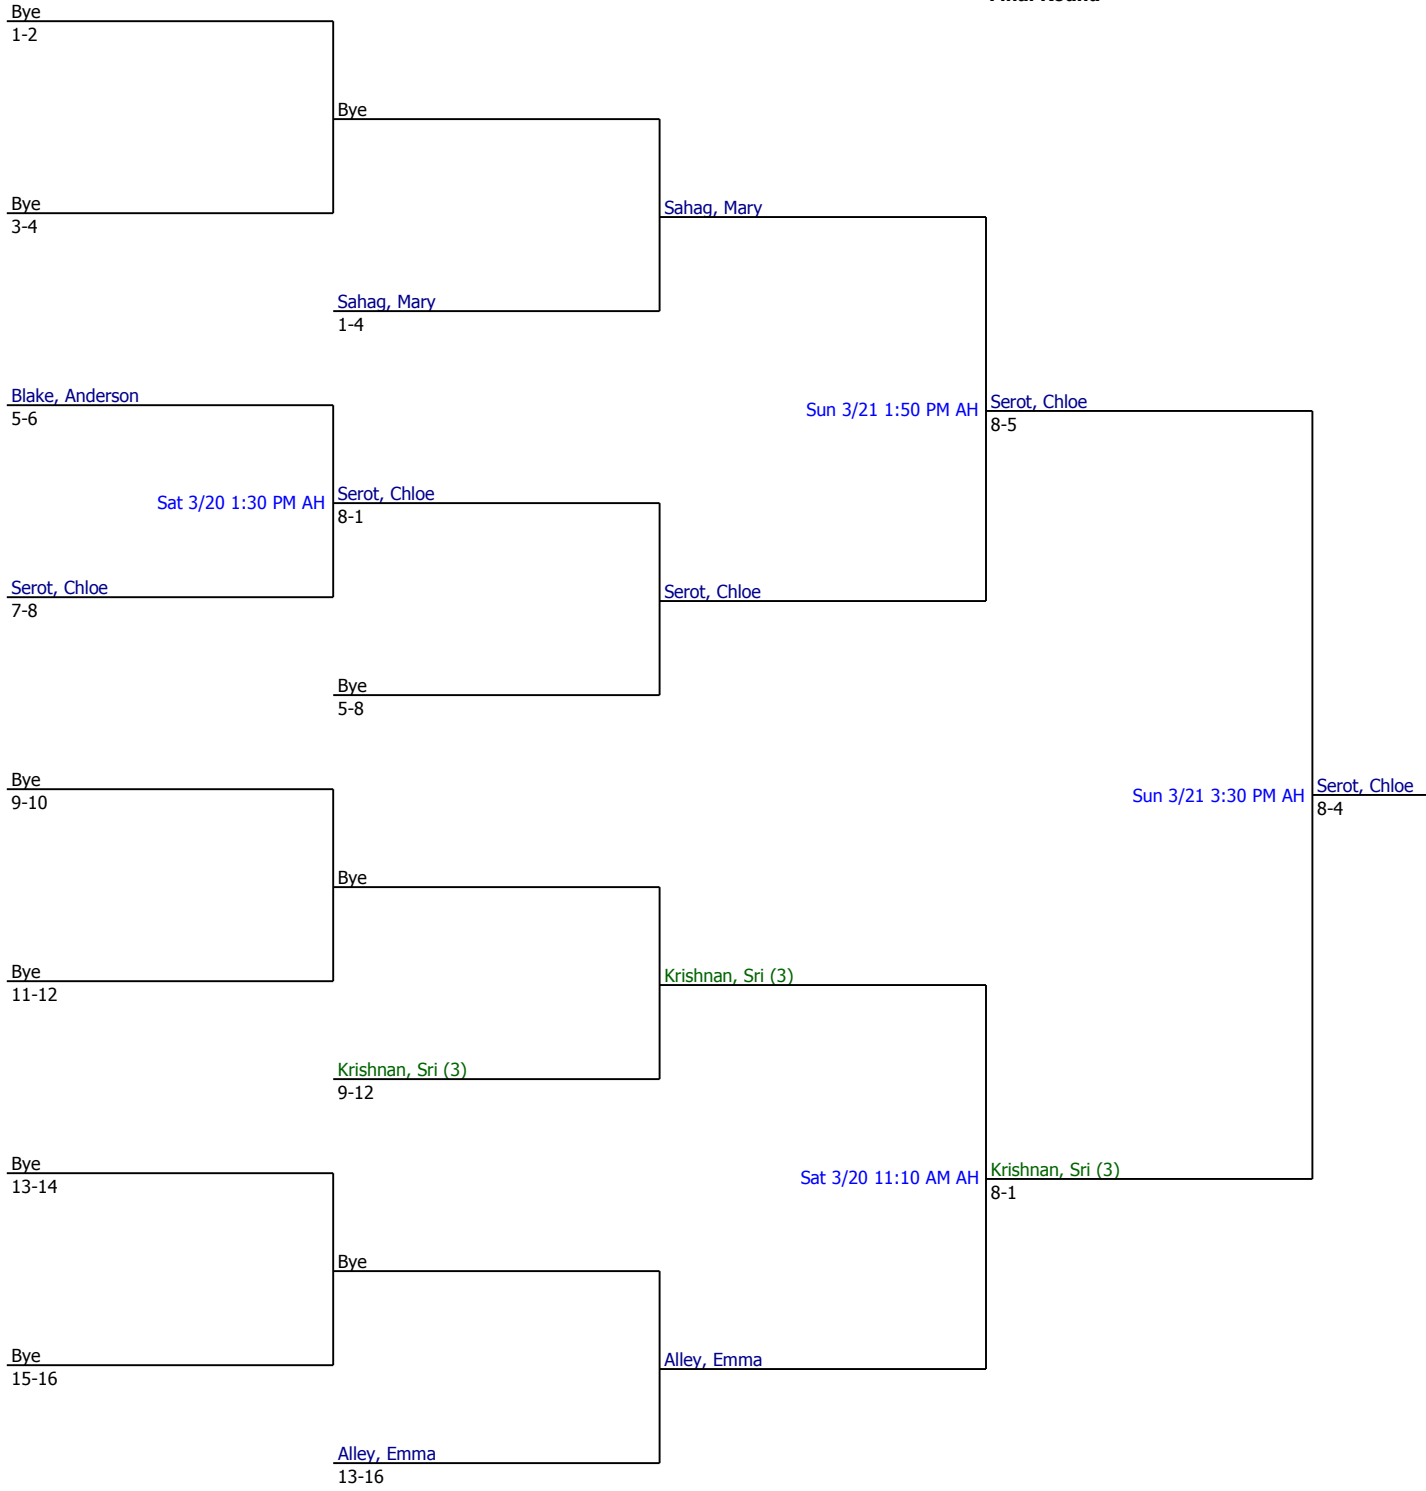 Bye
1-2
Bye
Bye
3-4
Sahag, Mary
Sahag, Mary
1-4
Blake, Anderson
5-6
Sun 3/21 1:50 PM AH
Serot, Chloe
8-5
Sat 3/20 1:30 PM AH
Serot, Chloe
8-1
Serot, Chloe
7-8
Serot, Chloe
Bye
5-8
Bye
9-10
Sun 3/21 3:30 PM AH
Serot, Chloe
8-4
Bye
Bye
11-12
Krishnan, Sri (3)
Krishnan, Sri (3)
9-12
Bye
13-14
Sat 3/20 11:10 AM AH
Krishnan, Sri (3)
8-1
Bye
Bye
15-16
Alley, Emma
Alley, Emma
13-16